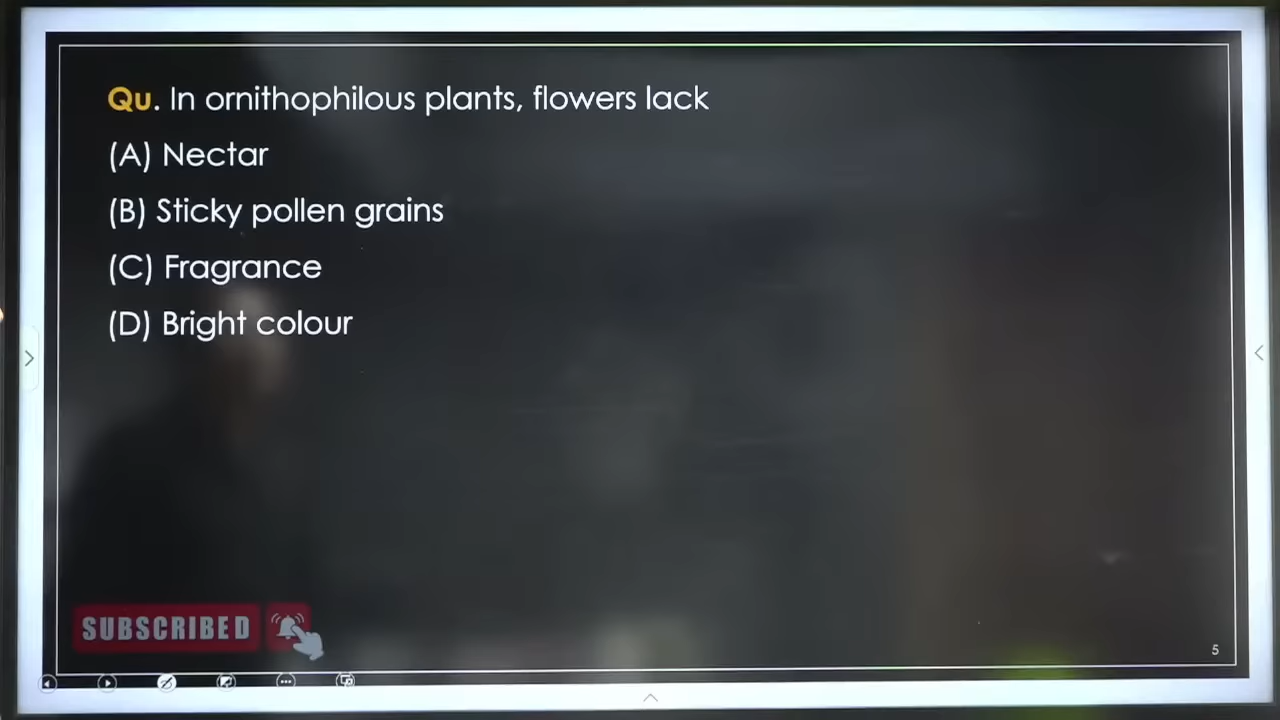 Qu. In ornithophilous plants, flowers lack
(A) Nectar
(B) Sticky pollen grains
(C) Fragrance
(D) Bright colour
SUBSCRIBED
5